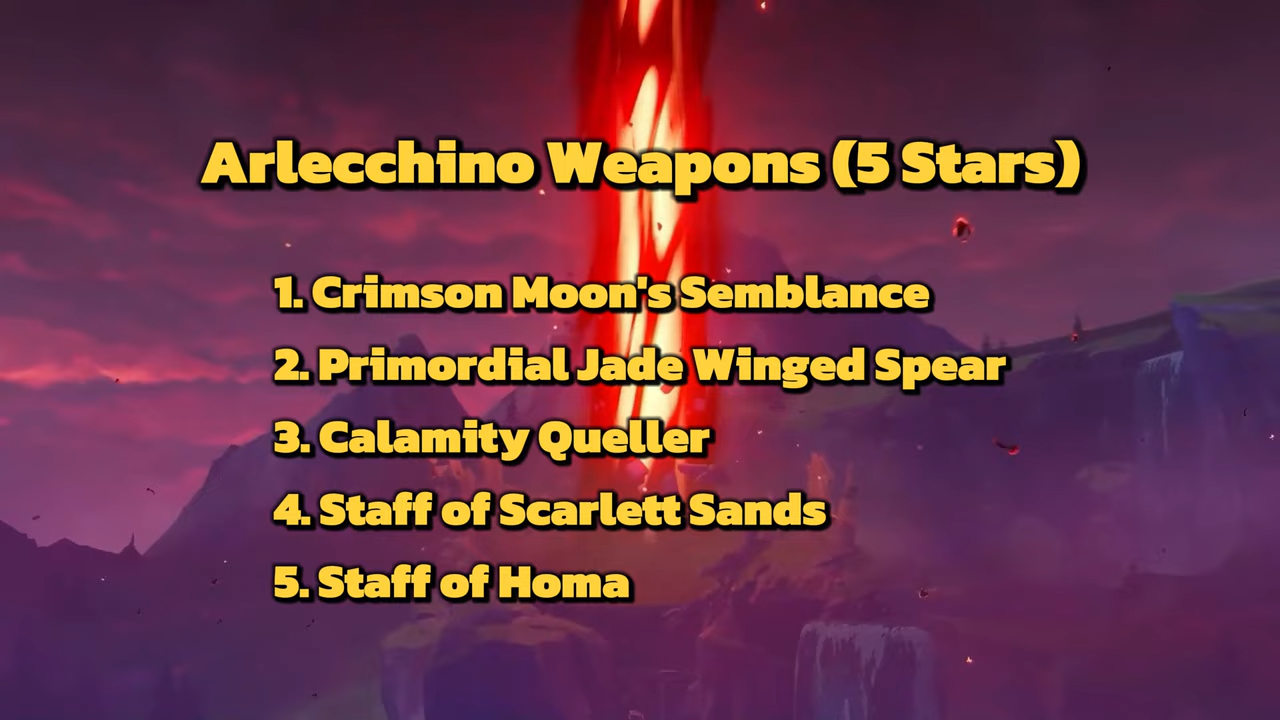 Arlecchino Weapons (5 Stars)
1. Crimson Moon's Semblance
2. Primordial Jade Winged Spear
3. Calamity Queller
4. Staff of Scarlett Sands
5. Staff of Homa